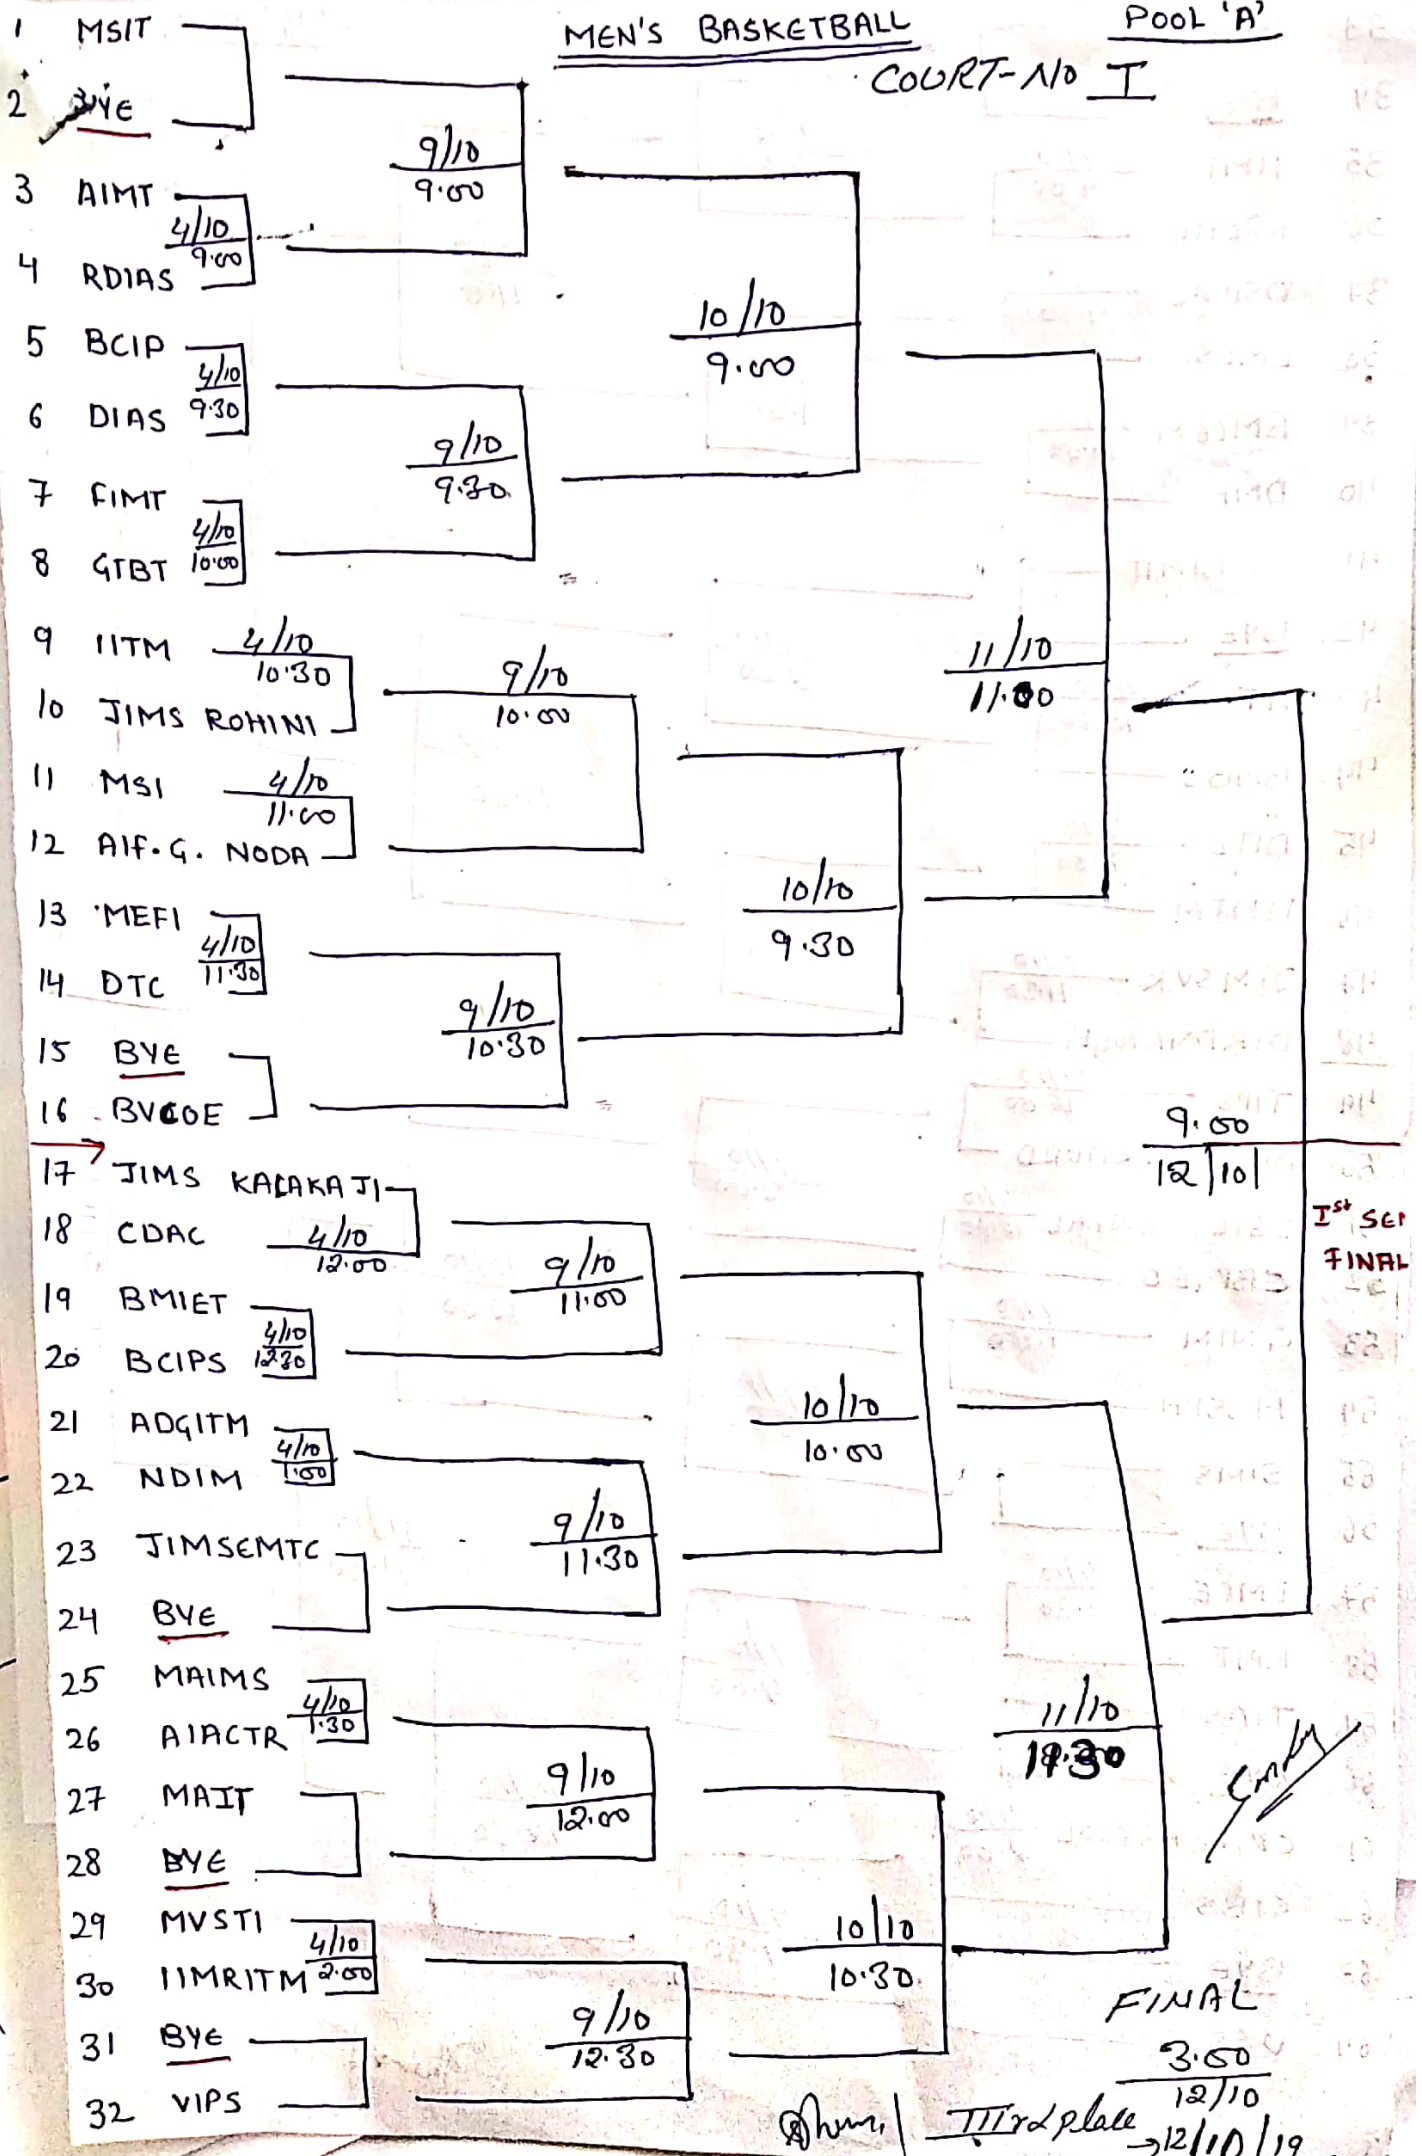 MEN'S BASKETBALL
POOL 'A'
COURT-NO I
1 MSIT
2 BYE
9/10
9.00
3 AIMT
4/10
9.00
4 RDIAS
10/10
9.00
5 BCIP
4/10
9.30
6 DIAS
9/10
9.30
7 FIMT
4/10
10.00
8 GTBT
9 IITM
4/10
10.30
10 JIMS ROHINI
9/10
10.00
11/10
11.00
11 MSI
4/10
11.00
12 AIF.G. NODA
10/10
9.30
13 MEFI
4/10
11.30
14 DTC
9/10
10.30
15 BYE
16 BVCOE
9.00
12/10
Ist SEP
FINAL
17 JIMS KALAKAJI
18 CDAC
4/10
12.00
9/10
11.00
19 BMIET
4/10
12.30
20 BCIPS
10/10
10.00
21 ADGITM
4/10
1.00
22 NDIM
9/10
11.30
23 JIMSEMTC
24 BYE
25 MAIMS
4/10
1.30
26 AIACTR
11/10
27 MAIT
9/10
12.00
28 BYE
29 MVSTI
4/10
2.00
30 IIMRITM
10/10
10.30
31 BYE
9/10
12.30
32 VIPS
FINAL
3.00
12/10
IIIrd place
→12/10/19